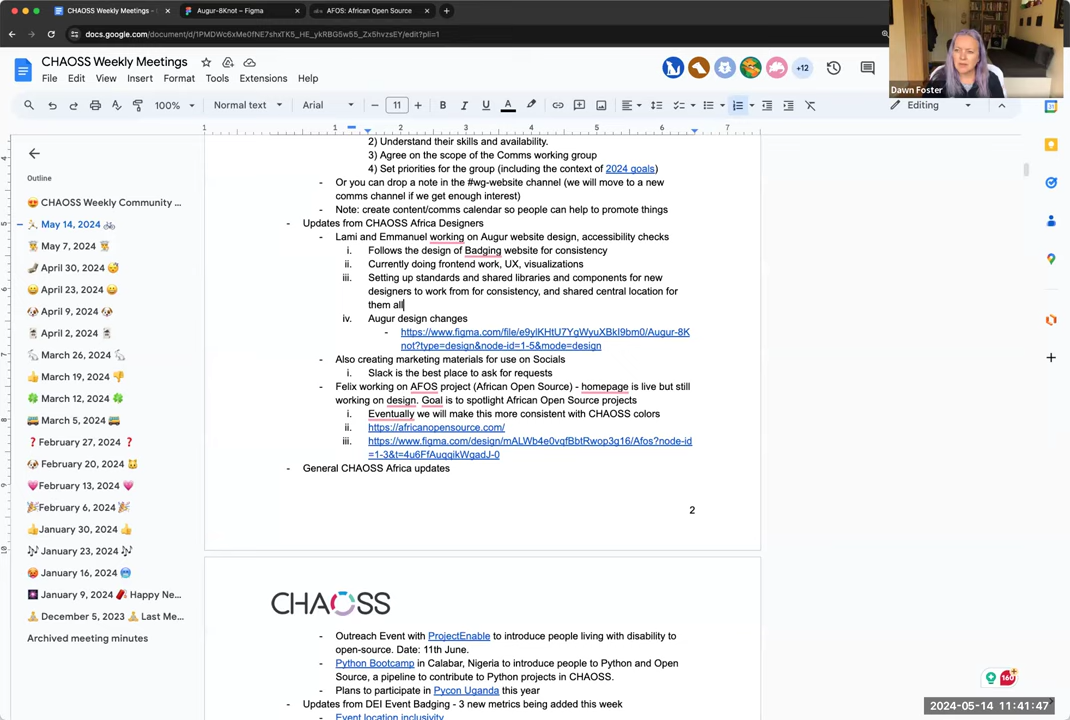 CHAOSS Weekly Meetings -
Augur-8Knot – Figma
AFOS: African Open Source
docs.google.com/document/d/
/edit?pli=1
CHAOSS Weekly Meetings
File Edit View Insert Format Tools Extensions Help
+12
Dawn Foster
100% Normal text Arial 11 Editing
1 1 2 3 4 5 6 7
2) Understand their skills and availability.
3) Agree on the scope of the Comms working group
4) Set priorities for the group (including the context of 2024 goals)
- Or you can drop a note in the #wg-website channel (we will move to a new
comms channel if we get enough interest)
- Note: create content/comms calendar so people can help to promote things
- Updates from CHAOSS Africa Designers
- Lami and Emmanuel working on Augur website design, accessibility checks
i. Follows the design of Badging website for consistency
ii. Currently doing frontend work, UX, visualizations
iii. Setting up standards and shared libraries and components for new
designers to work from for consistency, and shared central location for
them all
iv. Augur design changes
- https://www.figma.com/file/e9ylKHtU7YgWyuXBkI9bm0/Augur-8K
not?type=design&node-id=1-5&mode=design
- Also creating marketing materials for use on Socials
i. Slack is the best place to ask for requests
- Felix working on AFOS project (African Open Source) - homepage is live but still
working on design. Goal is to spotlight African Open Source projects
i. Eventually we will make this more consistent with CHAOSS colors
ii. https://africanopensource.com/
iii. https://www.figma.com/design/mALWb4e0vqfBbtRwop3g16/Afos?node-id
=1-3&t=4u6FfAuqqikWgadJ-0
- General CHAOSS Africa updates
2
CHAOSS
- Outreach Event with ProjectEnable to introduce people living with disability to
open-source. Date: 11th June.
- Python Bootcamp in Calabar, Nigeria to introduce people to Python and Open
Source, a pipeline to contribute to Python projects in CHAOSS.
- Plans to participate in Pycon Uganda this year
- Updates from DEI Event Badging - 3 new metrics being added this week
- Event location inclusivity
Outline
CHAOSS Weekly Community ...
May 14, 2024
May 7, 2024
April 30, 2024
April 23, 2024
April 9, 2024
April 2, 2024
March 26, 2024
March 19, 2024
March 12, 2024
March 5, 2024
February 27, 2024
February 20, 2024
February 13, 2024
February 6, 2024
January 30, 2024
January 23, 2024
January 16, 2024
January 9, 2024 Happy Ne...
December 5, 2023 Last Me...
Archived meeting minutes
160
2024-05-14 11:41:47